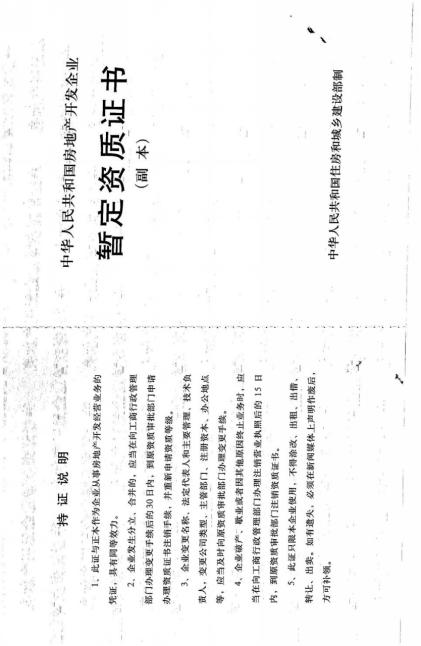 中华人民共和国房地产开发企业
暂定资质证书
(副 本)
中华人民共和国住房和城乡建设部制
持 证 说 明
1、此证与正本作为企业从事房地产开发经营业务的
凭证，具有同等效力。
2、企业发生分立、合并的，应当在向工商行政管理
部门办理变更手续后的30日内，到原资质审批部门申请
办理资质证书注销手续，并重新申请资质等级。
3、企业变更名称、法定代表人和主要管理、技术负
责人，变更公司类型、主管部门、注册资本、办公地点
等，应当及时向原资质审批部门办理变更手续。
4、企业破产、歇业或者因其他原因终止业务时，应
当在向工商行政管理部门办理注销营业执照后的15日
内，到原资质审批部门注销资质证书。
5、此证只限本企业使用，不得涂改、出租、出借、
转让、出卖。如有遗失，必须在新闻媒体上声明作废后，
方可补领。